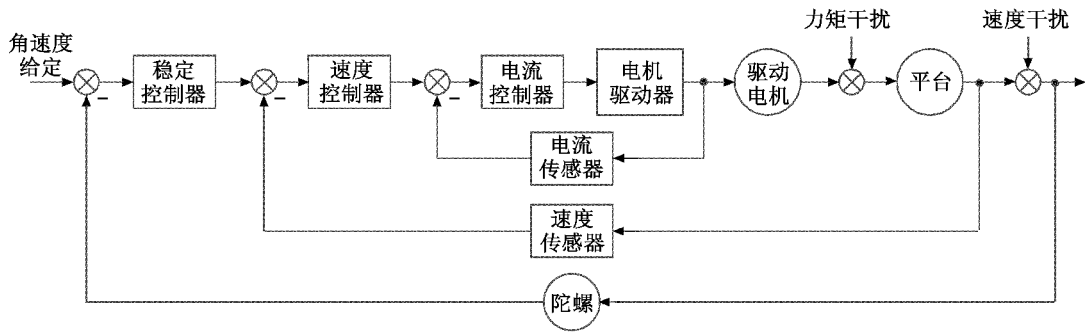 力矩干扰
速度干扰
角速度
给定
稳定
控制器
速度
控制器
电流
控制器
电机
驱动器
驱动
电机
平台
电流
传感器
速度
传感器
陀螺